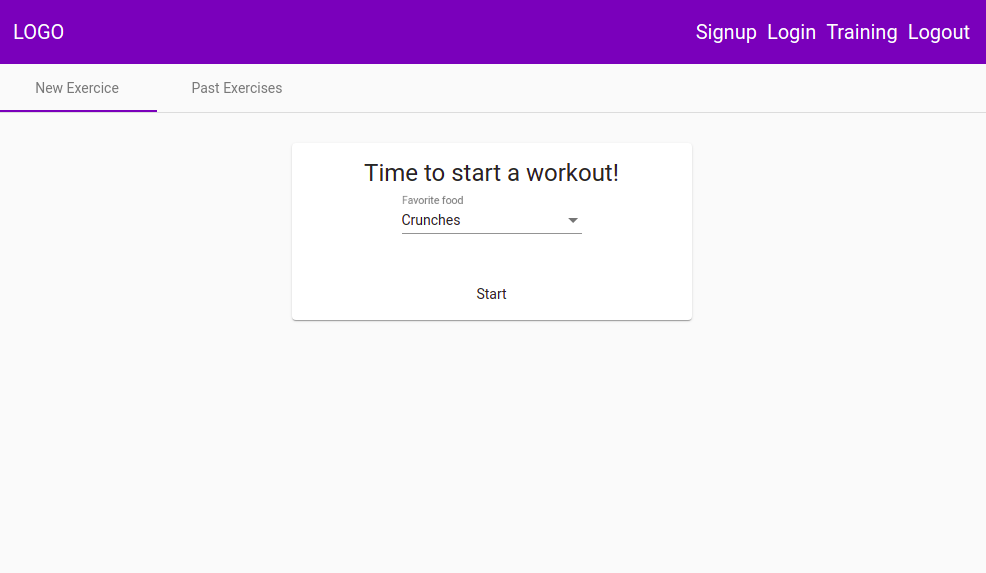 LOGO Signup Login Training Logout
New Exercice Past Exercises
Time to start a workout!
Favorite food
Crunches
Start